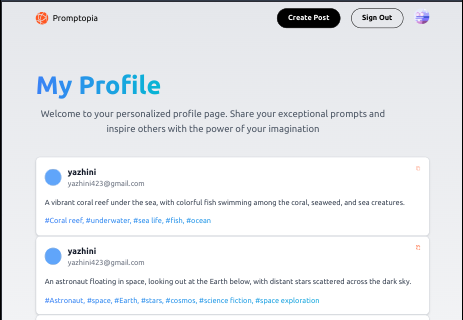 Promptopia
Create Post
Sign Out
My Profile
Welcome to your personalized profile page. Share your exceptional prompts and
inspire others with the power of your imagination
yazhini
yazhini423@gmail.com
A vibrant coral reef under the sea, with colorful fish swimming among the coral, seaweed, and sea creatures.
#Coral reef, #underwater, #sea life, #fish, #ocean
yazhini
yazhini423@gmail.com
An astronaut floating in space, looking out at the Earth below, with distant stars scattered across the dark sky.
#Astronaut, #space, #Earth, #stars, #cosmos, #science fiction, #space exploration